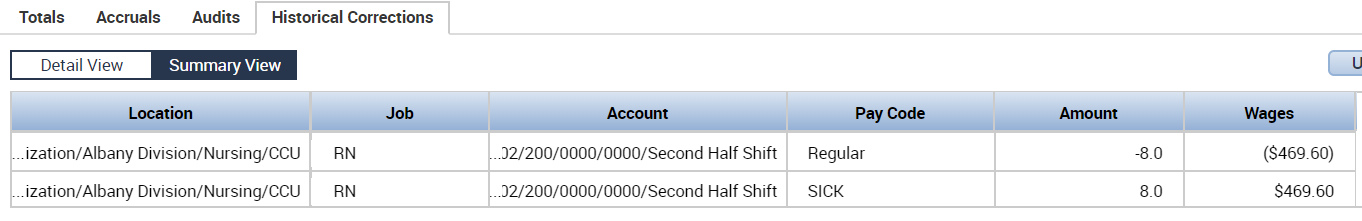 Totals Accruals Audits Historical Corrections
Detail View Summary View U
Location Job Account Pay Code Amount Wages
...ization/Albany Division/Nursing/CCU RN ...02/200/0000/0000/Second Half Shift Regular -8.0 ($469.60)
...ization/Albany Division/Nursing/CCU RN ...02/200/0000/0000/Second Half Shift SICK 8.0 $469.60